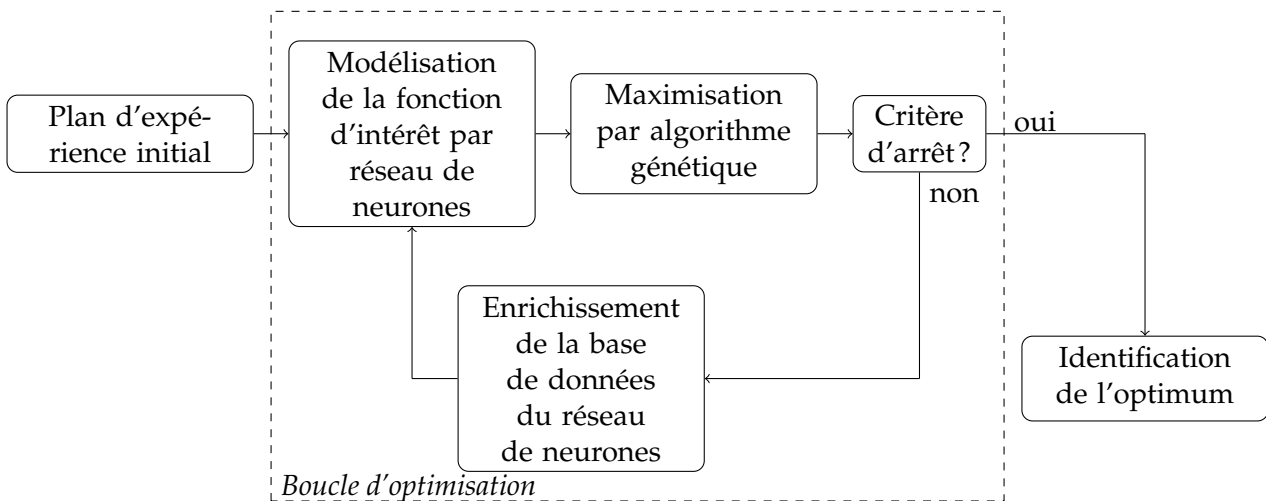 Plan d'expé-
rience initial
Modélisation
de la fonction
d'intérêt par
réseau de
neurones
Maximisation
par algorithme
génétique
Critère
d'arrêt ?
oui
non
Enrichissement
de la base
de données
du réseau
de neurones
Identification
de l'optimum
Boucle d'optimisation